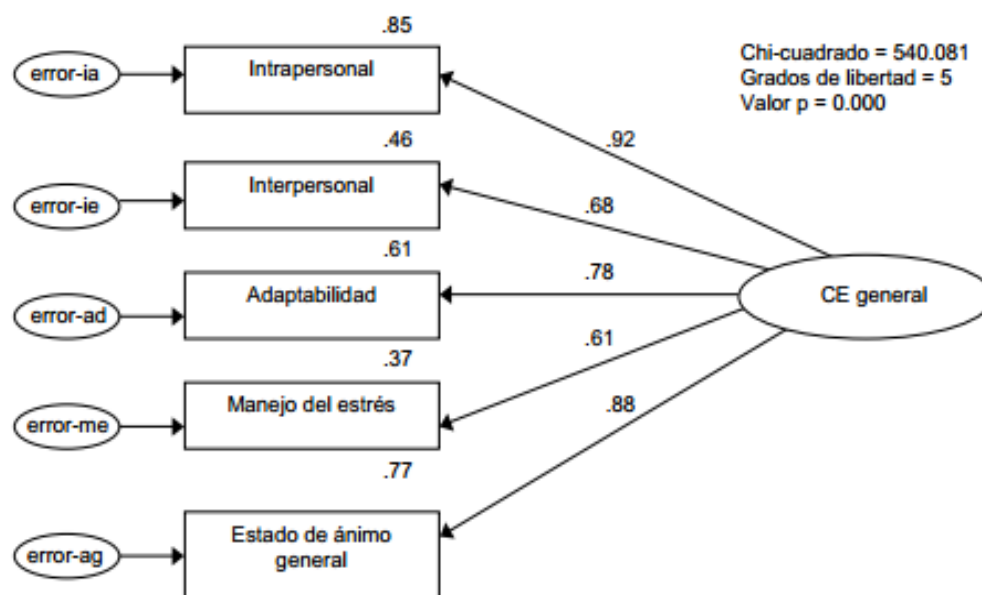 .85
error-ia
Intrapersonal
Chi-cuadrado = 540.081
Grados de libertad = 5
Valor p = 0.000
.92
.46
error-ie
Interpersonal
.68
.61
error-ad
Adaptabilidad
.78
CE general
.37
error-me
Manejo del estrés
.61
.77
.88
error-ag
Estado de ánimo
general